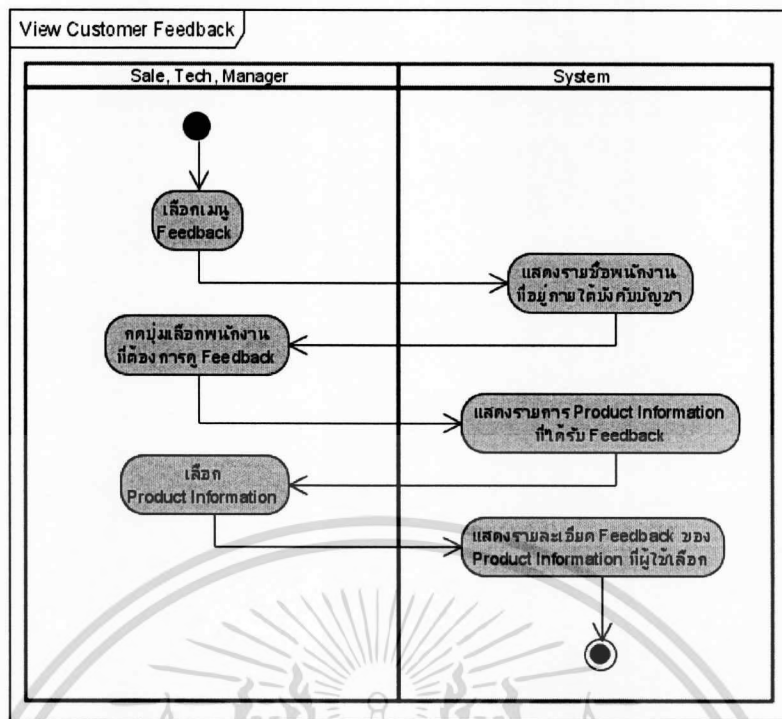 View Customer Feedback
Sale, Tech, Manager
System
เลือกเมนู
Feedback
แสดงรายชื่อพนักงาน
ที่อยู่ภายใต้บังคับบัญชา
กดปุ่มเลือกพนักงาน
ที่ต้องการดู Feedback
แสดงรายการ Product Information
ที่ได้รับ Feedback
เลือก
Product Information
แสดงรายละเอียด Feedback ของ
Product Information ที่ผู้ใช้เลือก